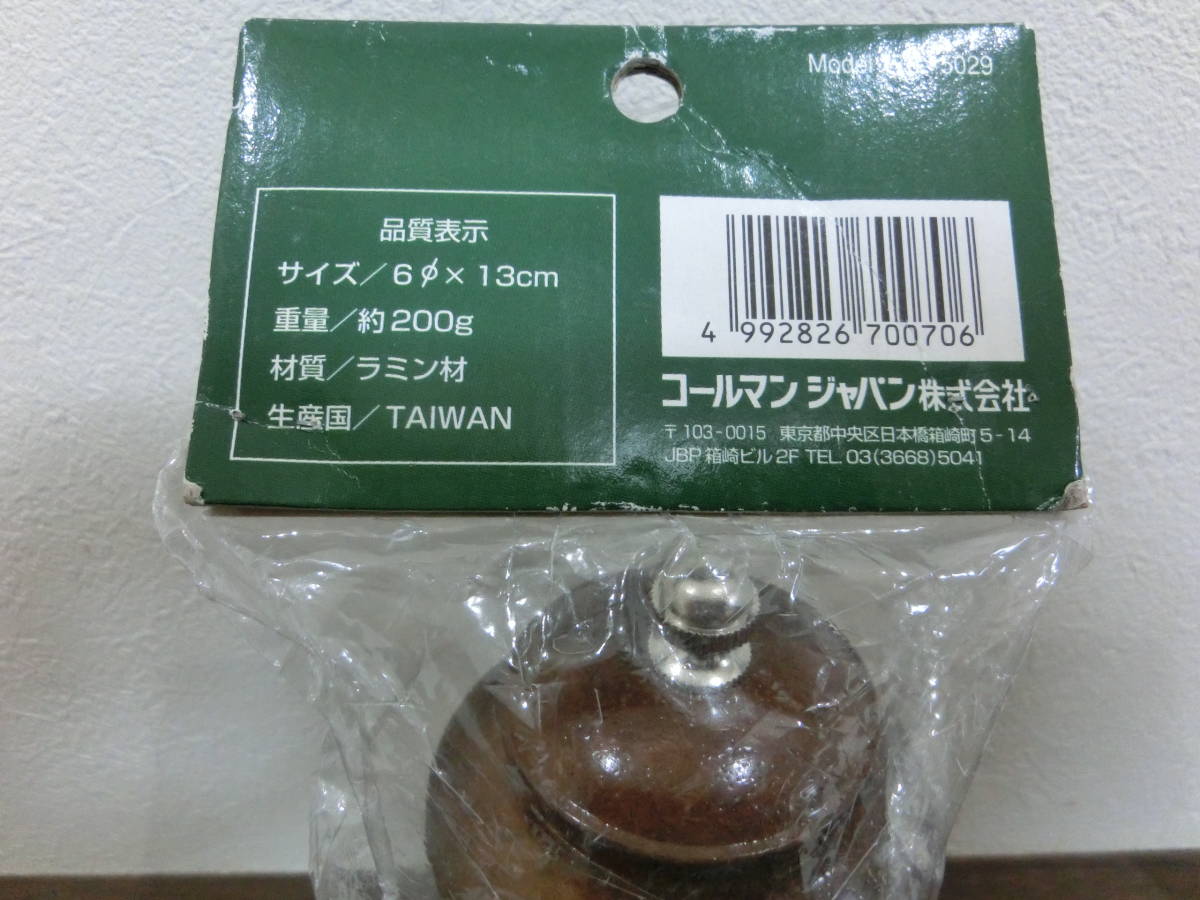 Model 5029
品質表示
サイズ/6φ×13cm
重量/約200g
材質/ラミン材
生産国/TAIWAN
4 992826 700706
コールマン ジャパン株式会社
〒103-0015 東京都中央区日本橋箱崎町5-14
JBP箱崎ビル2F TEL. 03(3668)5041